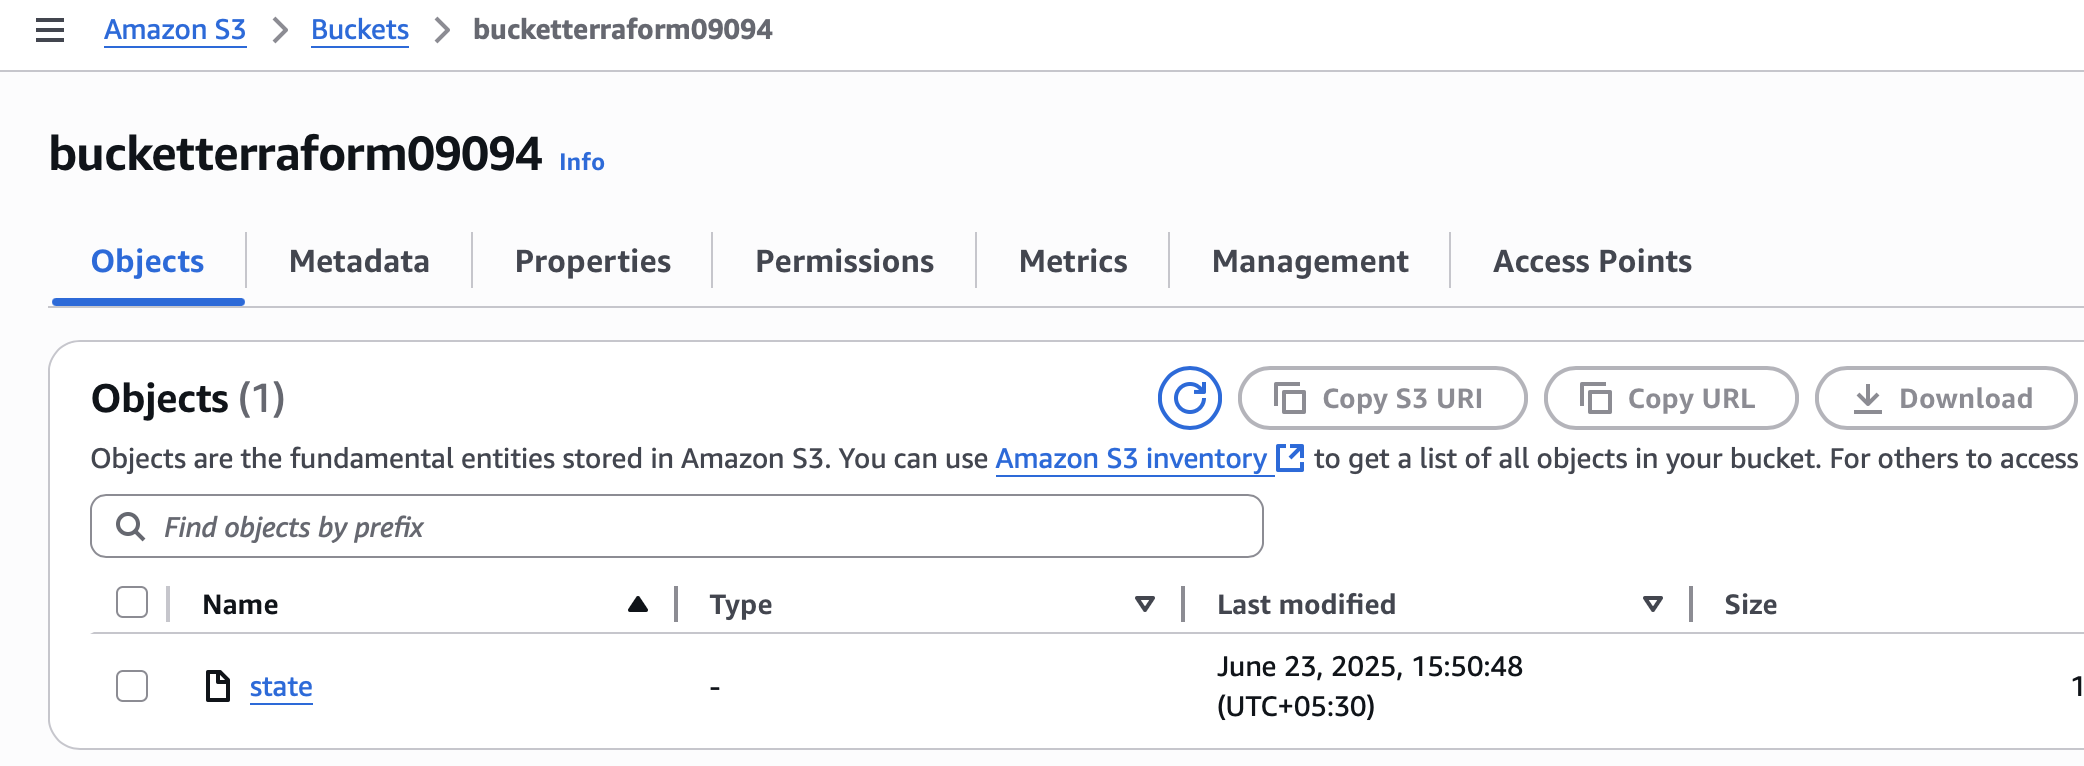 Amazon S3 > Buckets > bucketterraform09094
bucketterraform09094 Info
Objects Metadata Properties Permissions Metrics Management Access Points
Objects (1) Copy S3 URI Copy URL Download
Objects are the fundamental entities stored in Amazon S3. You can use Amazon S3 inventory to get a list of all objects in your bucket. For others to access
Find objects by prefix
Name Type Last modified Size
state - June 23, 2025, 15:50:48 1
(UTC+05:30)